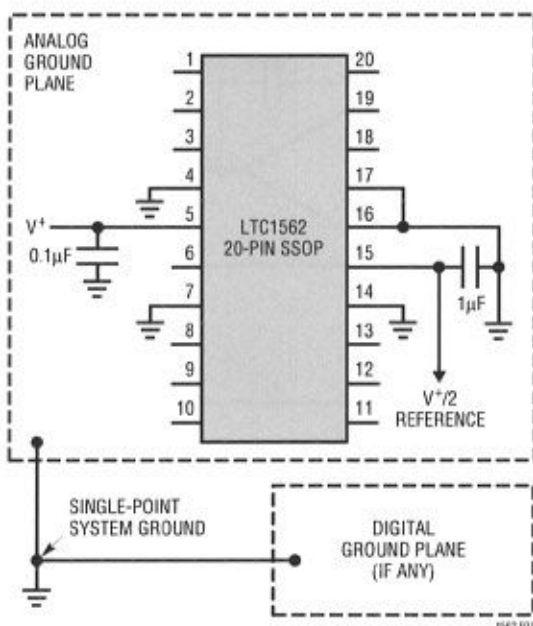 ANALOG
GROUND
PLANE
1
20
2
19
3
18
4
17
V+
5
LTC1562
20-PIN SSOP
16
0.1µF
6
15
7
14
1µF
8
13
9
12
V+/2
REFERENCE
10
11
SINGLE-POINT
SYSTEM GROUND
DIGITAL
GROUND PLANE
(IF ANY)